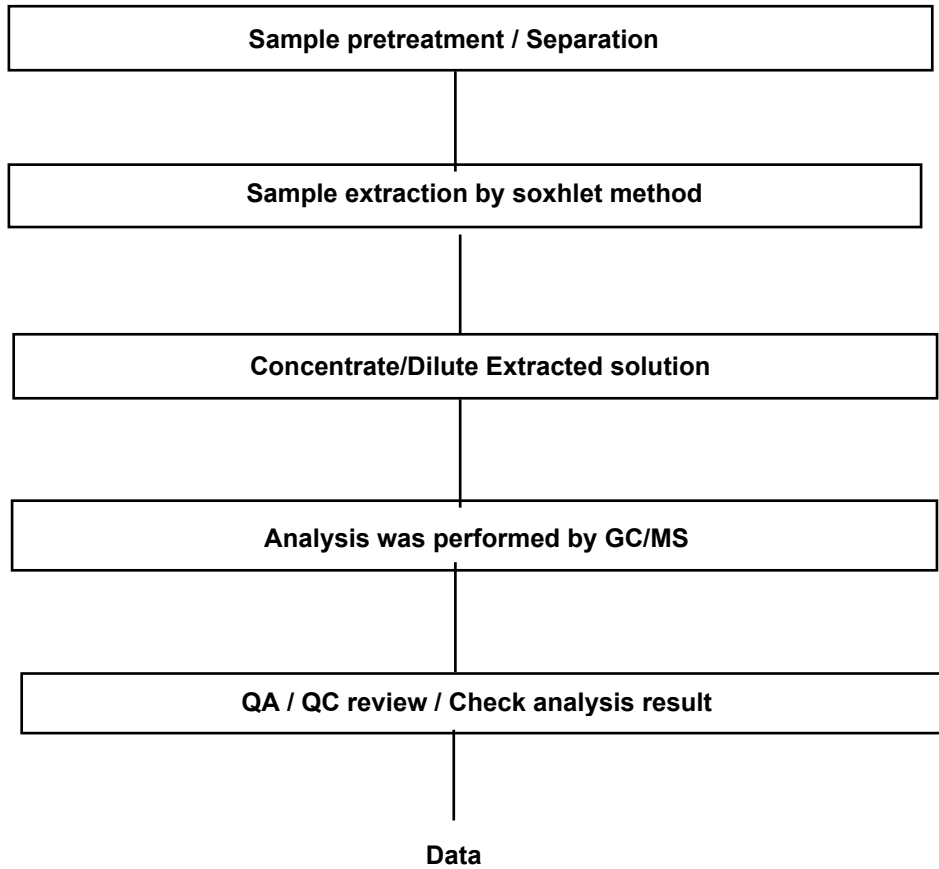 Sample pretreatment / Separation
Sample extraction by soxhlet method
Concentrate/Dilute Extracted solution
Analysis was performed by GC/MS
QA / QC review / Check analysis result
Data